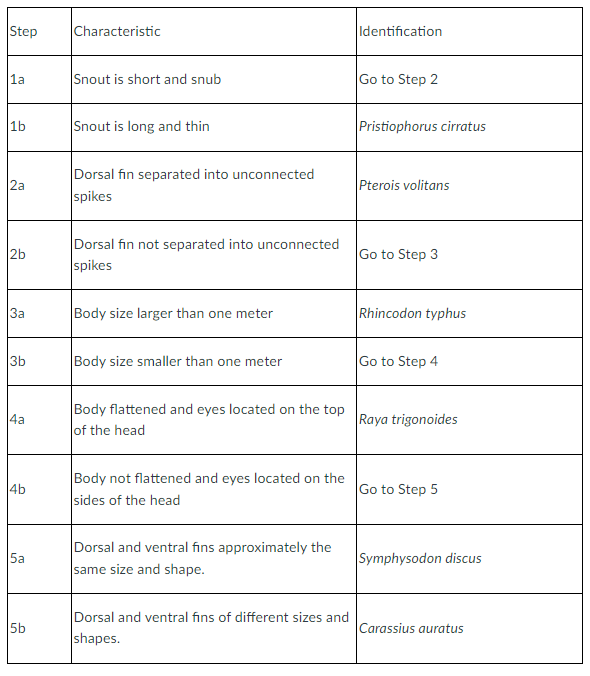 Step Characteristic Identification
1a Snout is short and snub Go to Step 2
1b Snout is long and thin Pristiophorus cirratus
2a Dorsal fin separated into unconnected
spikes Pterois volitans
2b Dorsal fin not separated into unconnected
spikes Go to Step 3
3a Body size larger than one meter Rhincodon typhus
3b Body size smaller than one meter Go to Step 4
4a Body flattened and eyes located on the top
of the head Raya trigonoides
4b Body not flattened and eyes located on the
sides of the head Go to Step 5
5a Dorsal and ventral fins approximately the
same size and shape. Symphysodon discus
5b Dorsal and ventral fins of different sizes and
shapes. Carassius auratus